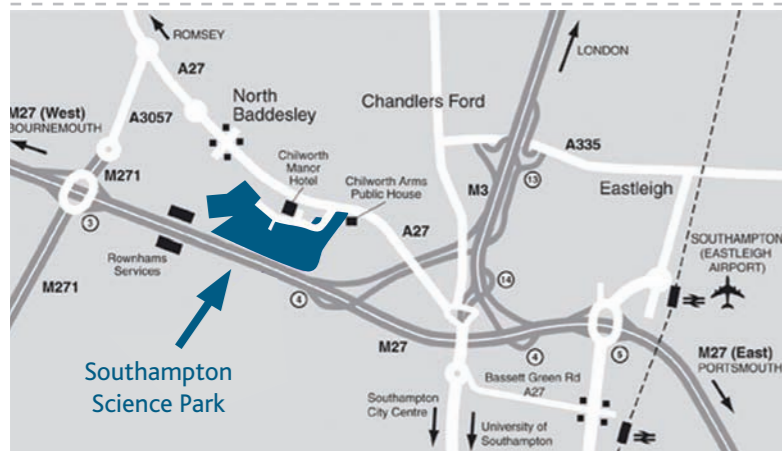 ROMSEY
A27
LONDON
M27 (West)
BOURNEMOUTH
A3057
North
Baddesley
Chandlers Ford
A335
M271
Chilworth
Manor
Hotel
Chilworth Arms
Public House
M3
13
Eastleigh
3
A27
SOUTHAMPTON
(EASTLEIGH
AIRPORT)
Rownhams
Services
M271
4
14
M27
4
5
M27 (East)
PORTSMOUTH
Southampton
Science Park
Bassett Green Rd
A27
Southampton
City Centre
University of
Southampton